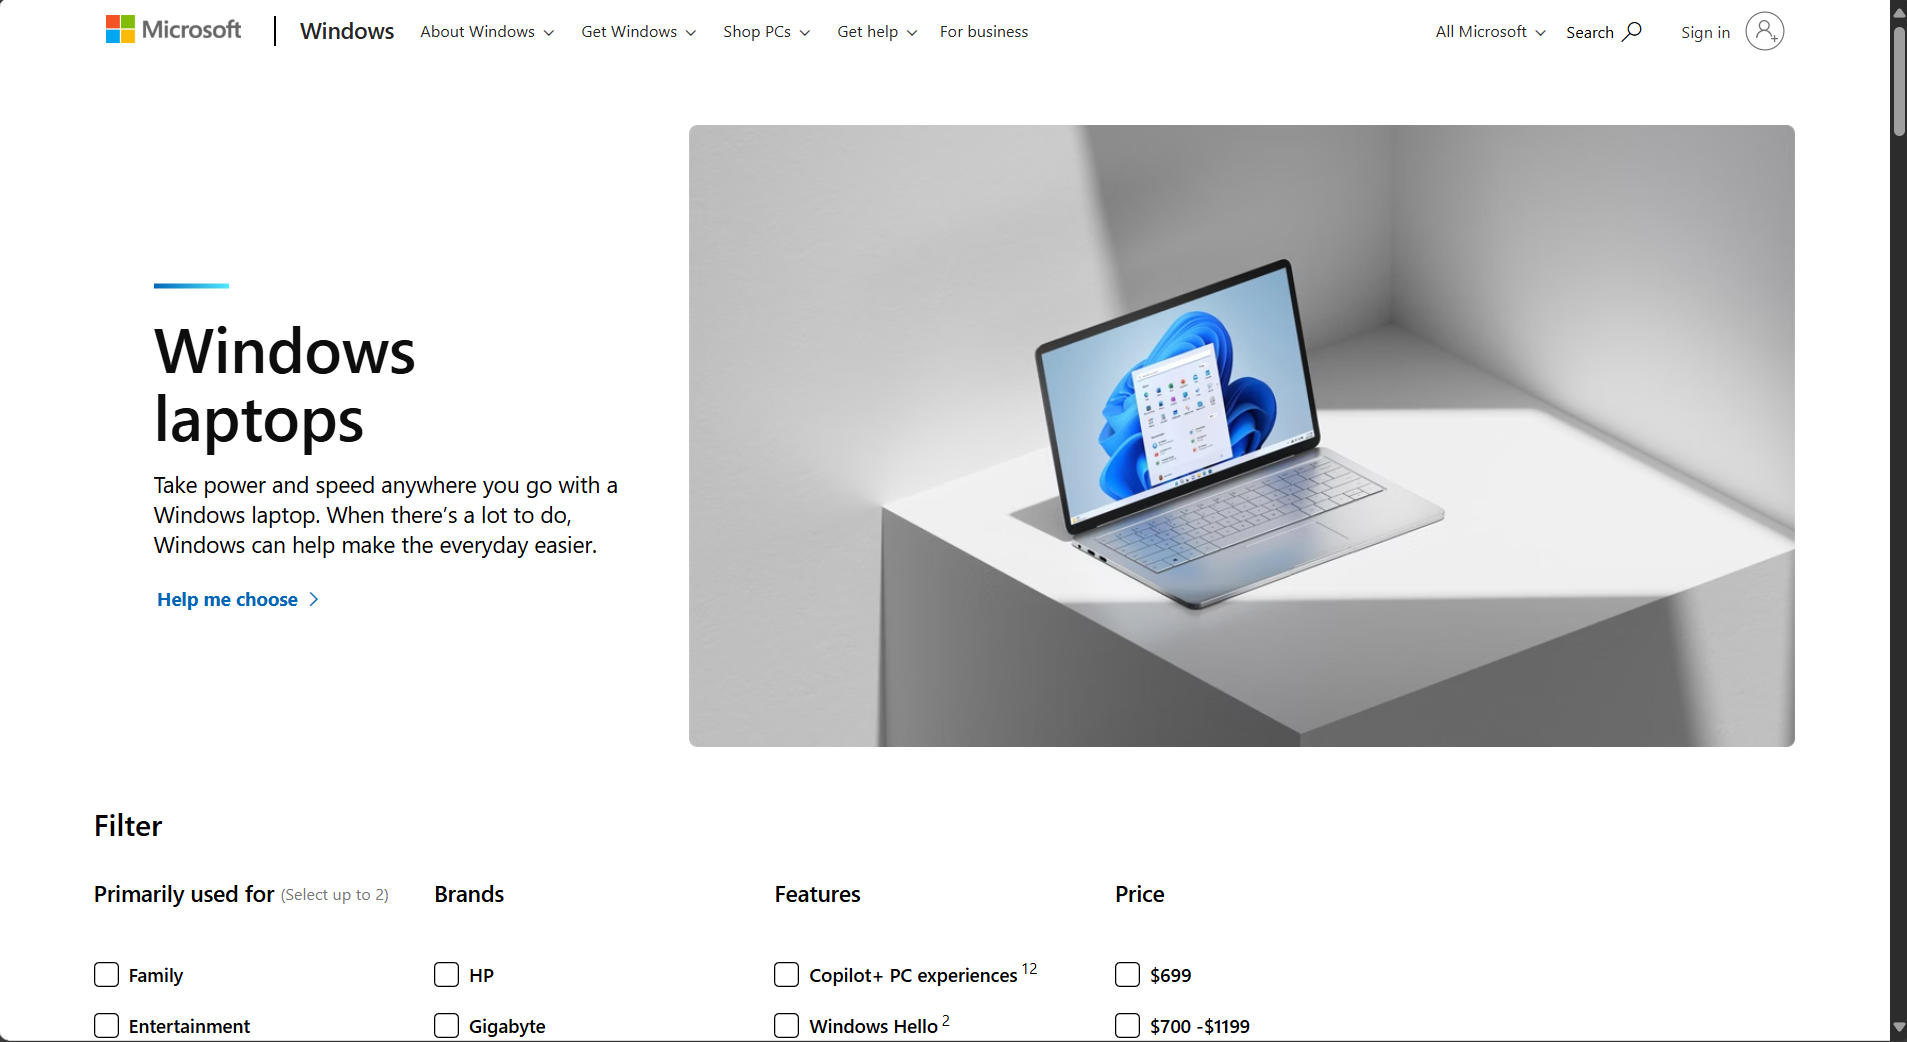 Microsoft
Windows
About Windows
Get Windows
Shop PCs
Get help
For business
All Microsoft
Search
Sign in
Windows
laptops
Take power and speed anywhere you go with a
Windows laptop. When there’s a lot to do,
Windows can help make the everyday easier.
Help me choose
Filter
Primarily used for (Select up to 2)
Brands
Features
Price
Family
HP
Copilot+ PC experiences 12
$699
Entertainment
Gigabyte
Windows Hello 2
$700 -$1199